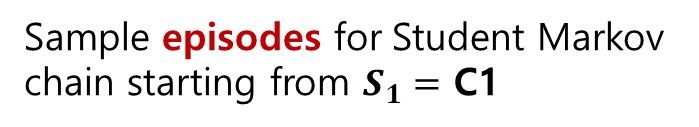 Sample episodes for Student Markov
chain starting from S₁ = C1